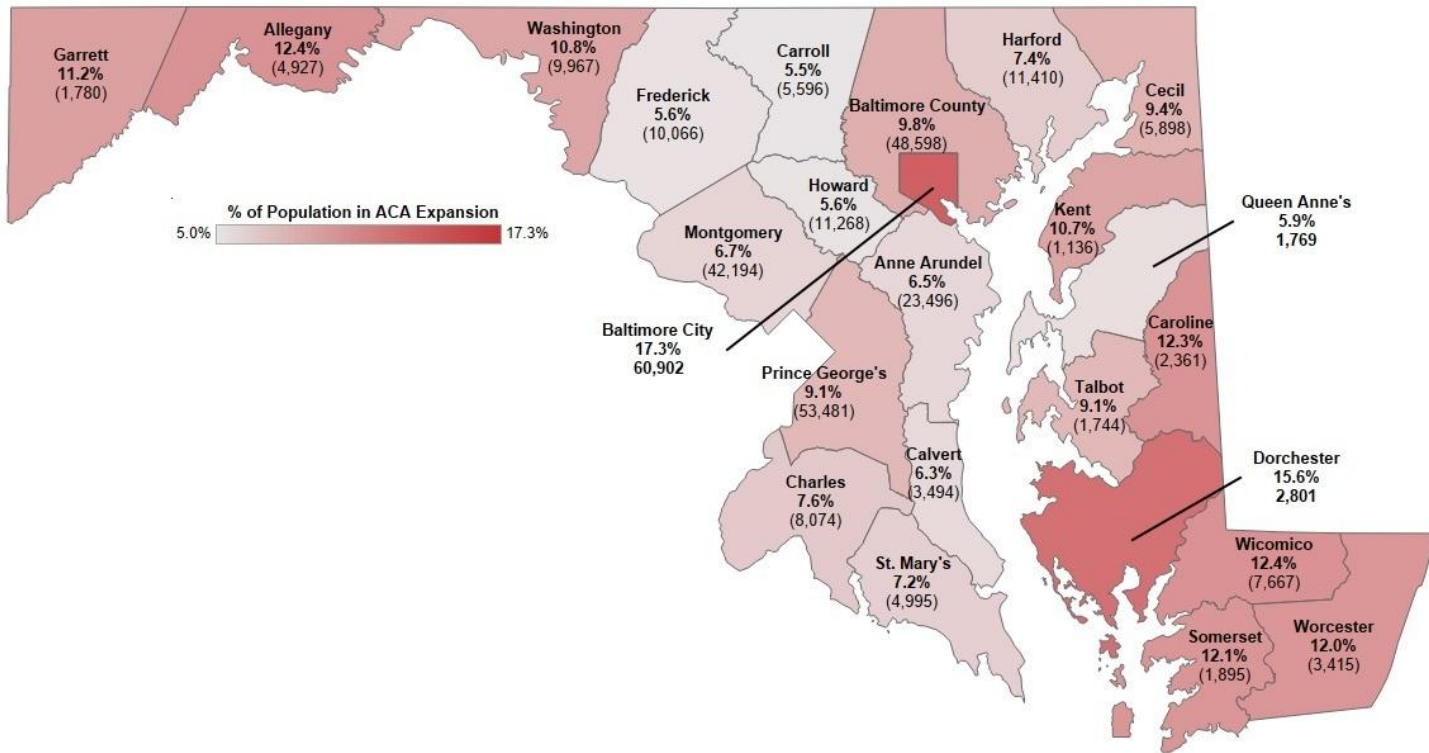 Garrett
11.2%
(1,780)
Allegany
12.4%
(4,927)
Washington
10.8%
(9,967)
Frederick
5.6%
(10,066)
Carroll
5.5%
(5,596)
Baltimore County
9.8%
(48,598)
Harford
7.4%
(11,410)
Cecil
9.4%
(5,898)
% of Population in ACA Expansion
5.0%
17.3%
Howard
5.6%
(11,268)
Montgomery
6.7%
(42,194)
Anne Arundel
6.5%
(23,496)
Kent
10.7%
(1,136)
Queen Anne's
5.9%
1,769
Baltimore City
17.3%
60,902
Prince George's
9.1%
(53,481)
Caroline
12.3%
(2,361)
Talbot
9.1%
(1,744)
Calvert
6.3%
(3,494)
Charles
7.6%
(8,074)
Dorchester
15.6%
2,801
St. Mary's
7.2%
(4,995)
Wicomico
12.4%
(7,667)
Somerset
12.1%
(1,895)
Worcester
12.0%
(3,415)